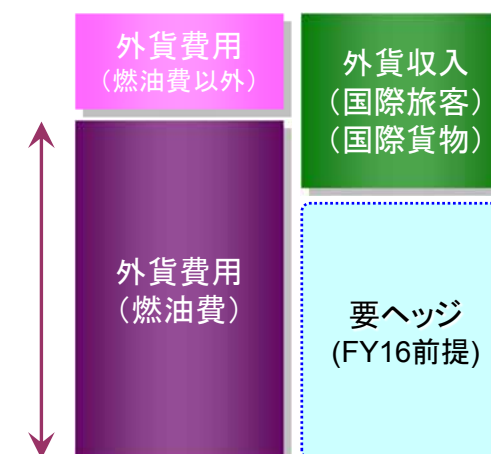 外貨費用
（燃油費以外）
外貨収入
（国際旅客）
（国際貨物）
外貨費用
（燃油費）
要ヘッジ
(FY16前提)